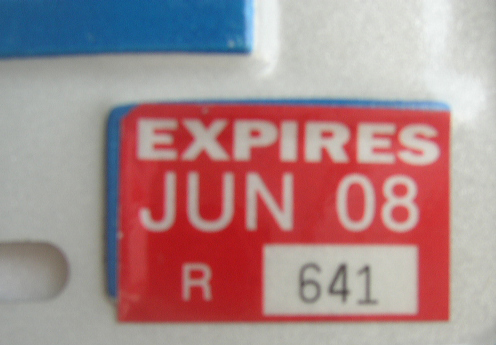 EXPIRES
JUN 08
R 641